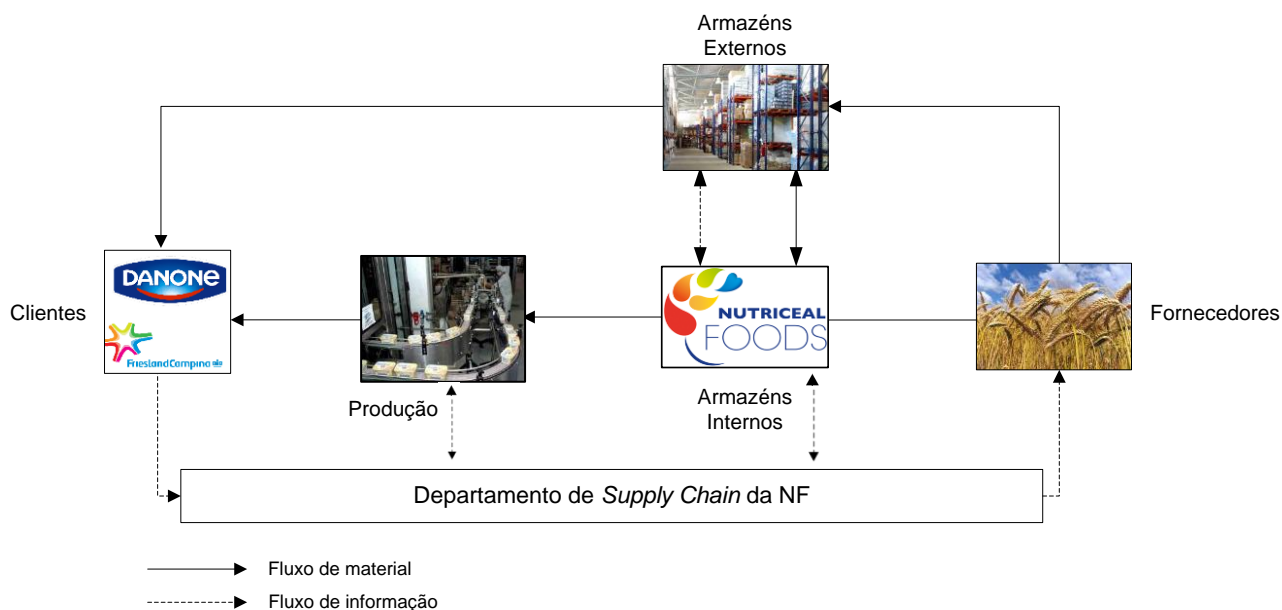 Armazéns
Externos
Clientes
DANONE
FrieslandCampina
NUTRICEAL
FOODS
Fornecedores
Produção
Armazéns
Internos
Departamento de Supply Chain da NF
Fluxo de material
Fluxo de informação